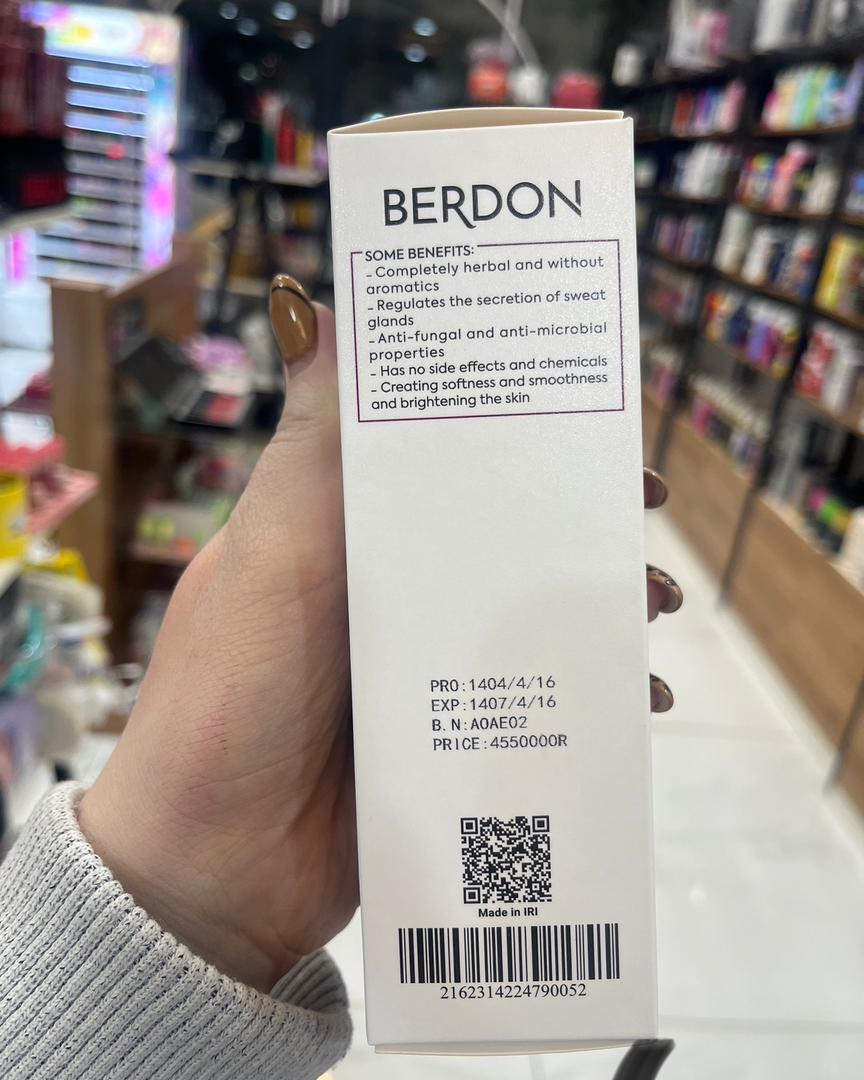 BERDON
SOME BENEFITS:
- Completely herbal and without
aromatics
- Regulates the secretion of sweat
glands
- Anti-fungal and anti-microbial
properties
- Has no side effects and chemicals
- Creating softness and smoothness
and brightening the skin
PRO:1404/4/16
EXP:1407/4/16
B.N:A0AE02
PRICE:4550000R
Made in IRI
2162314224790052